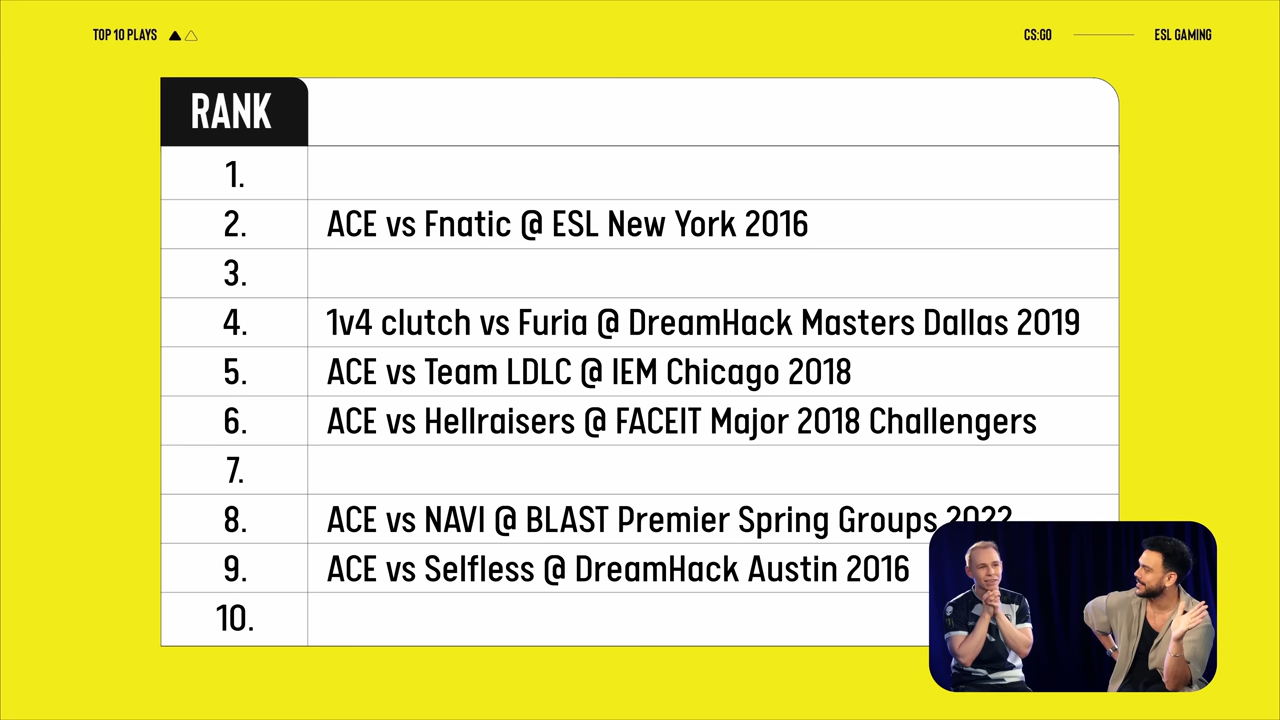 TOP 10 PLAYS
CS:GO
ESL GAMING
RANK
1.
2. ACE vs Fnatic @ ESL New York 2016
3.
4. 1v4 clutch vs Furia @ DreamHack Masters Dallas 2019
5. ACE vs Team LDLC @ IEM Chicago 2018
6. ACE vs Hellraisers @ FACEIT Major 2018 Challengers
7.
8. ACE vs NAVI @ BLAST Premier Spring Groups 2022
9. ACE vs Selfless @ DreamHack Austin 2016
10.